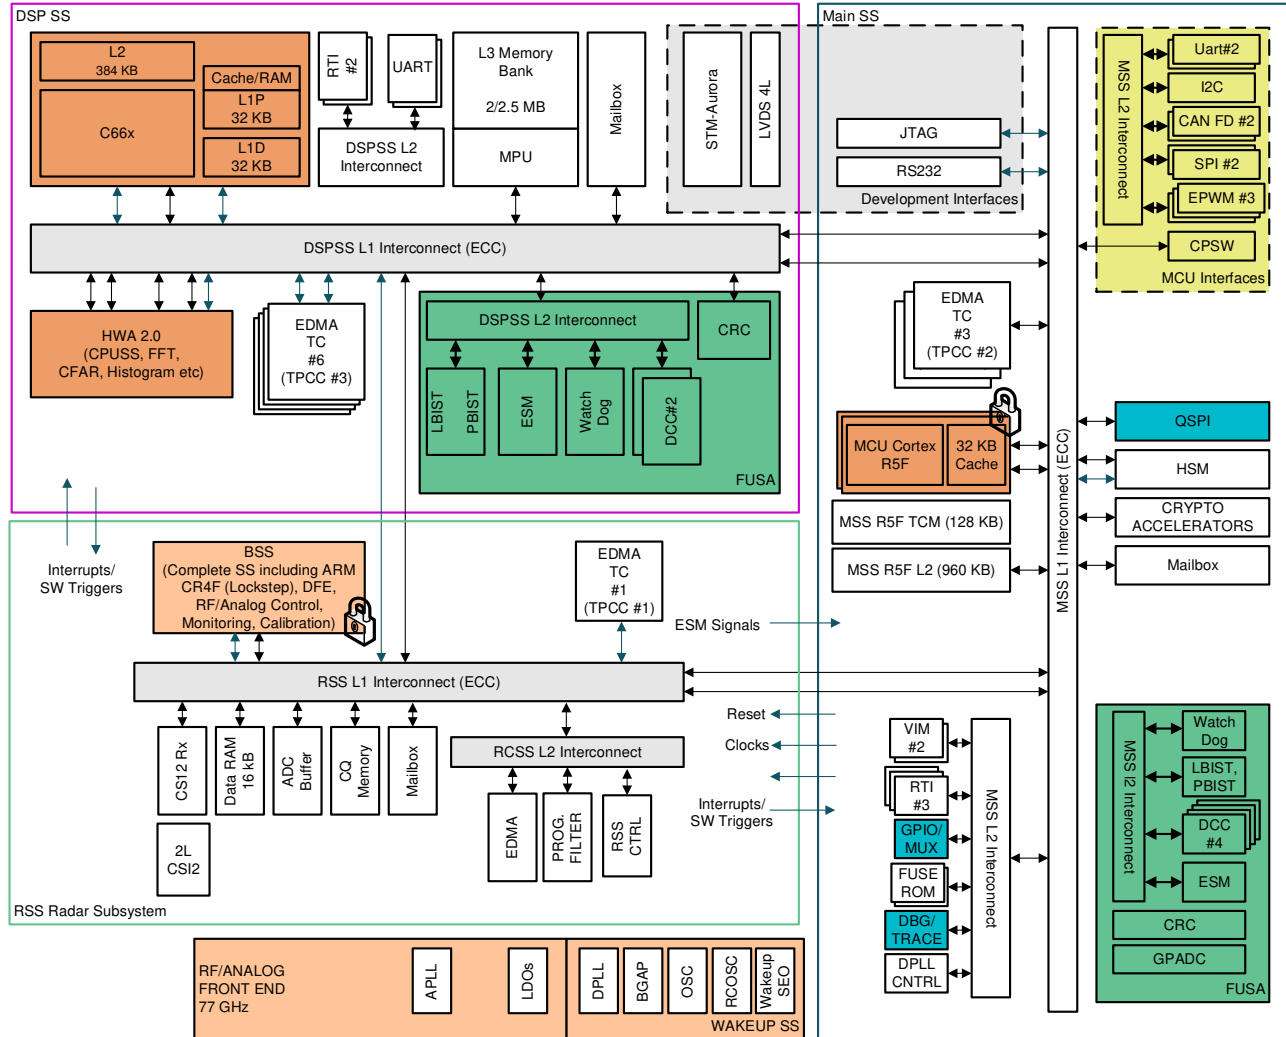 DSP SS
L2
384 KB
C66x
Cache/RAM
L1P
32 KB
L1D
32 KB
RTI
#2
UART
DSPSS L2
Interconnect
L3 Memory
Bank
2/2.5 MB
MPU
Mailbox
DSPSS L1 Interconnect (ECC)
HWA 2.0
(CPUSS, FFT,
CFAR, Histogram etc)
EDMA
TC
#6
(TPCC #3)
DSPSS L2 Interconnect
CRC
LBIST
PBIST
ESM
Watch
Dog
DCC#2
FUSA
STM-Aurora
LVDS 4L
JTAG
RS232
Development Interfaces
Main SS
MSS L1 Interconnect (ECC)
MSS L2 Interconnect
Uart#2
I2C
CAN FD #2
SPI #2
EPWM #3
CPSW
MCU Interfaces
EDMA
TC
#3
(TPCC #2)
MCU Cortex
R5F
32 KB
Cache
MSS R5F TCM (128 KB)
MSS R5F L2 (960 KB)
QSPI
HSM
CRYPTO
ACCELERATORS
Mailbox
Interrupts/
SW Triggers
BSS
(Complete SS including ARM
CR4F (Lockstep), DFE,
RF/Analog Control,
Monitoring, Calibration)
EDMA
TC
#1
(TPCC #1)
ESM Signals
RSS L1 Interconnect (ECC)
CS12 Rx
Data RAM
16 kB
ADC
Buffer
CQ
Memory
Mailbox
RCSS L2 Interconnect
EDMA
PROG.
FILTER
RSS
CTRL
2L
CSI2
RSS Radar Subsystem
Reset
Clocks
Interrupts/
SW Triggers
VIM
#2
RTI
#3
GPIO/
MUX
FUSE
ROM
DBG/
TRACE
DPLL
CNTRL
MSS L2 Interconnect
MSS l2 Interconnect
Watch
Dog
LBIST,
PBIST
DCC
#4
ESM
CRC
GPADC
FUSA
RF/ANALOG
FRONT END
77 GHz
APLL
LDOs
DPLL
BGAP
OSC
RCOSC
Wakeup
SEO
WAKEUP SS